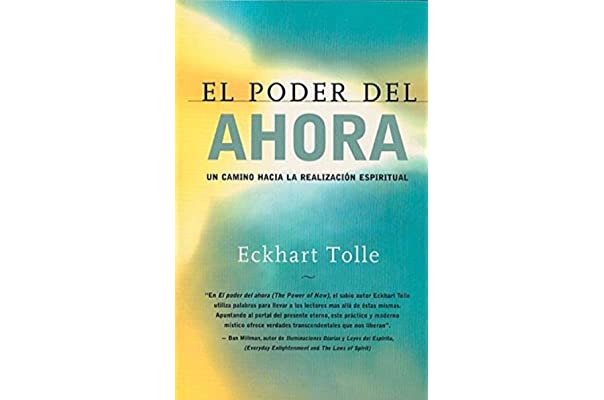 EL PODER DEL
AHORA
UN CAMINO HACIA LA REALIZACIÓN ESPIRITUAL
Eckhart Tolle
~
"En El poder del ahora (The Power of Now), el sabio autor Eckhart Tolle
utiliza palabras para llevar a los lectores mas allá de éstas mismas.
Apuntando al portal del presente eterno, este práctico y moderno
místico ofrece verdades transcendentales que nos liberan".
— Dan Millman, autor de Iluminaciones Diarias y Leyes del Espíritu,
(Everyday Enlightenment and The Laws of Spirit)